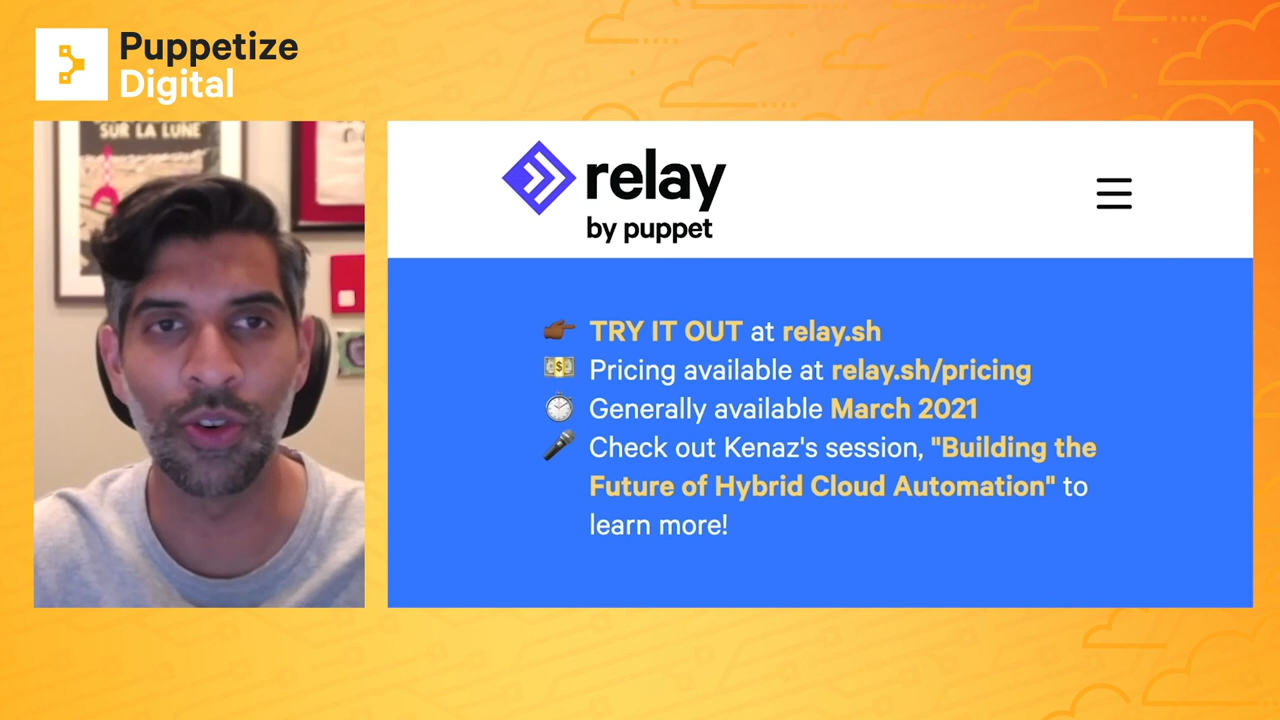 Puppetize
Digital
SUR LA LUNE
relay
by puppet
TRY IT OUT at relay.sh
Pricing available at relay.sh/pricing
Generally available March 2021
Check out Kenaz's session, "Building the
Future of Hybrid Cloud Automation" to
learn more!